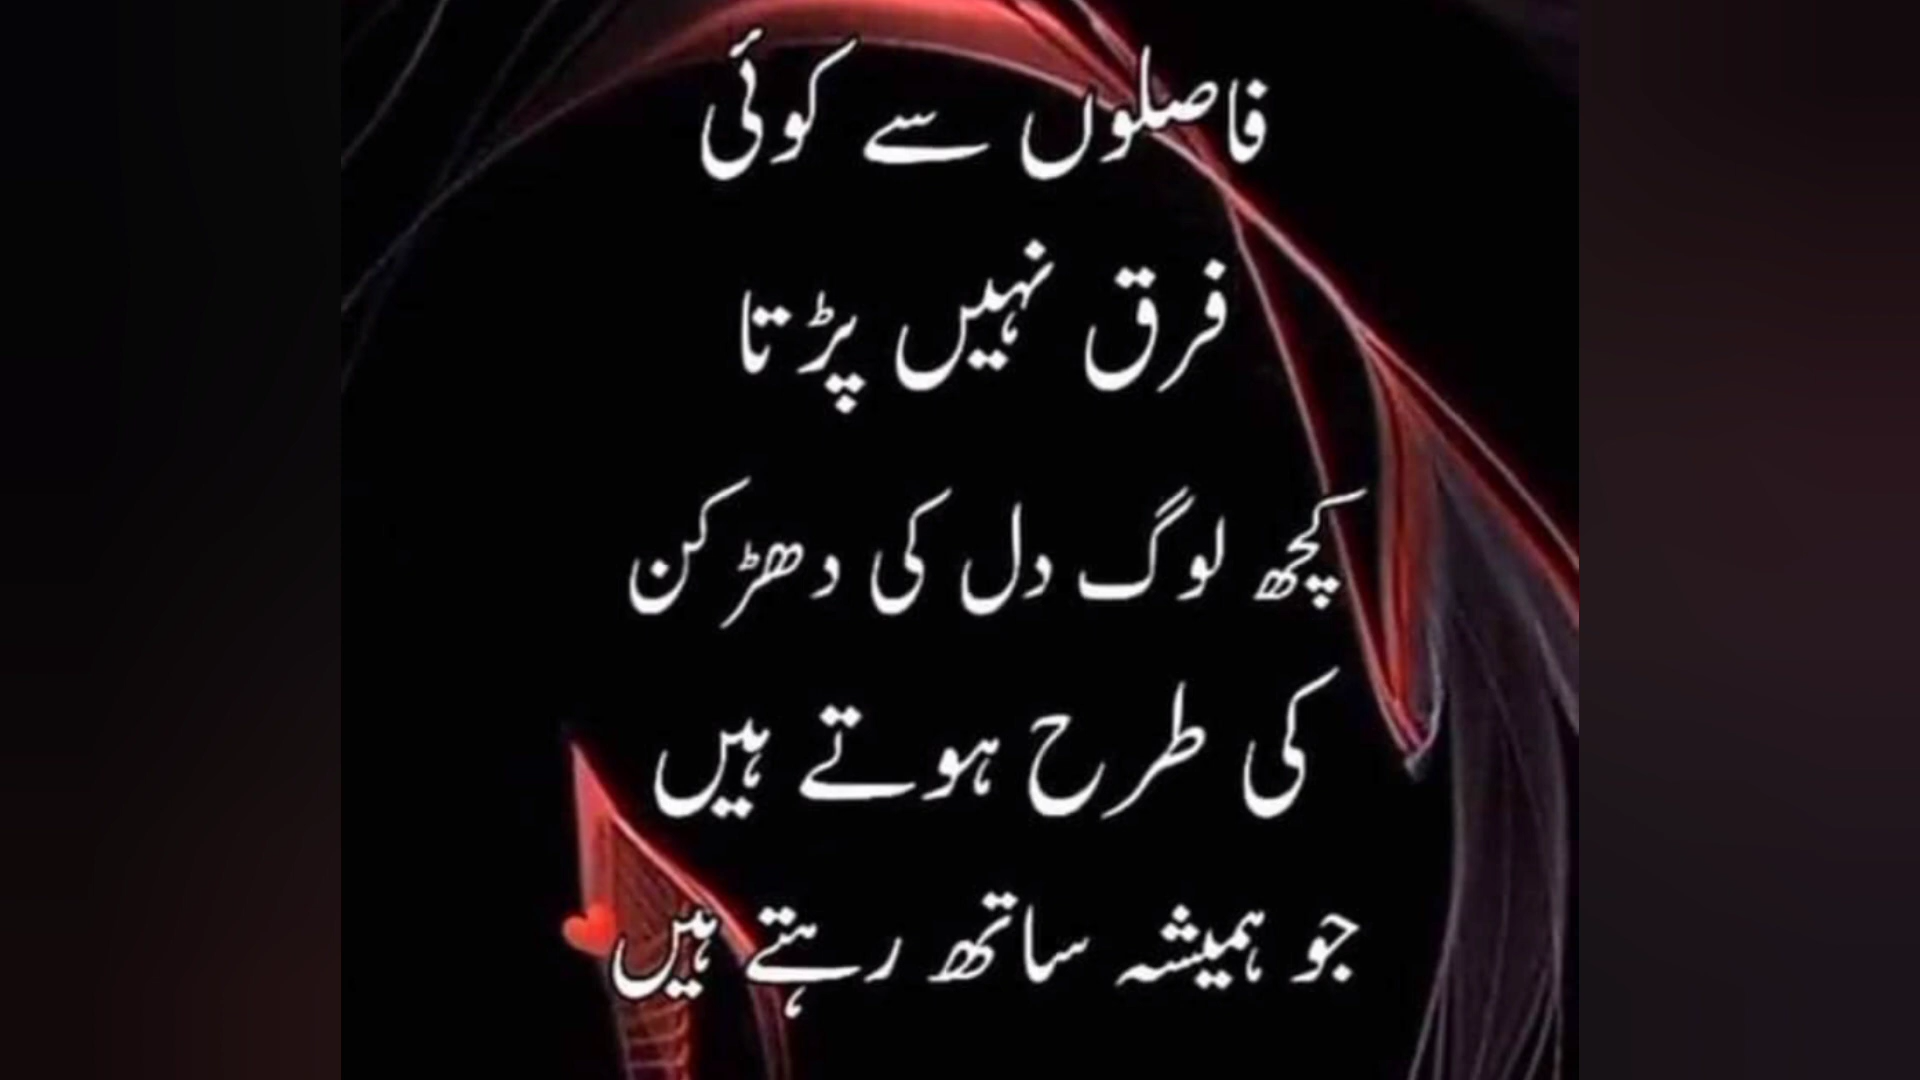 فاصلوں سے کوئی
فرق نہیں پڑتا
کچھ لوگ دل کی دھڑکن
کی طرح ہوتے ہیں
جو ہمیشہ ساتھ رہتے ہیں